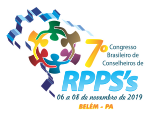 7º Congresso
Brasileiro de
Conselheiros de
RPPS's
06 a 08 de novembro de 2019
BELÉM - PA